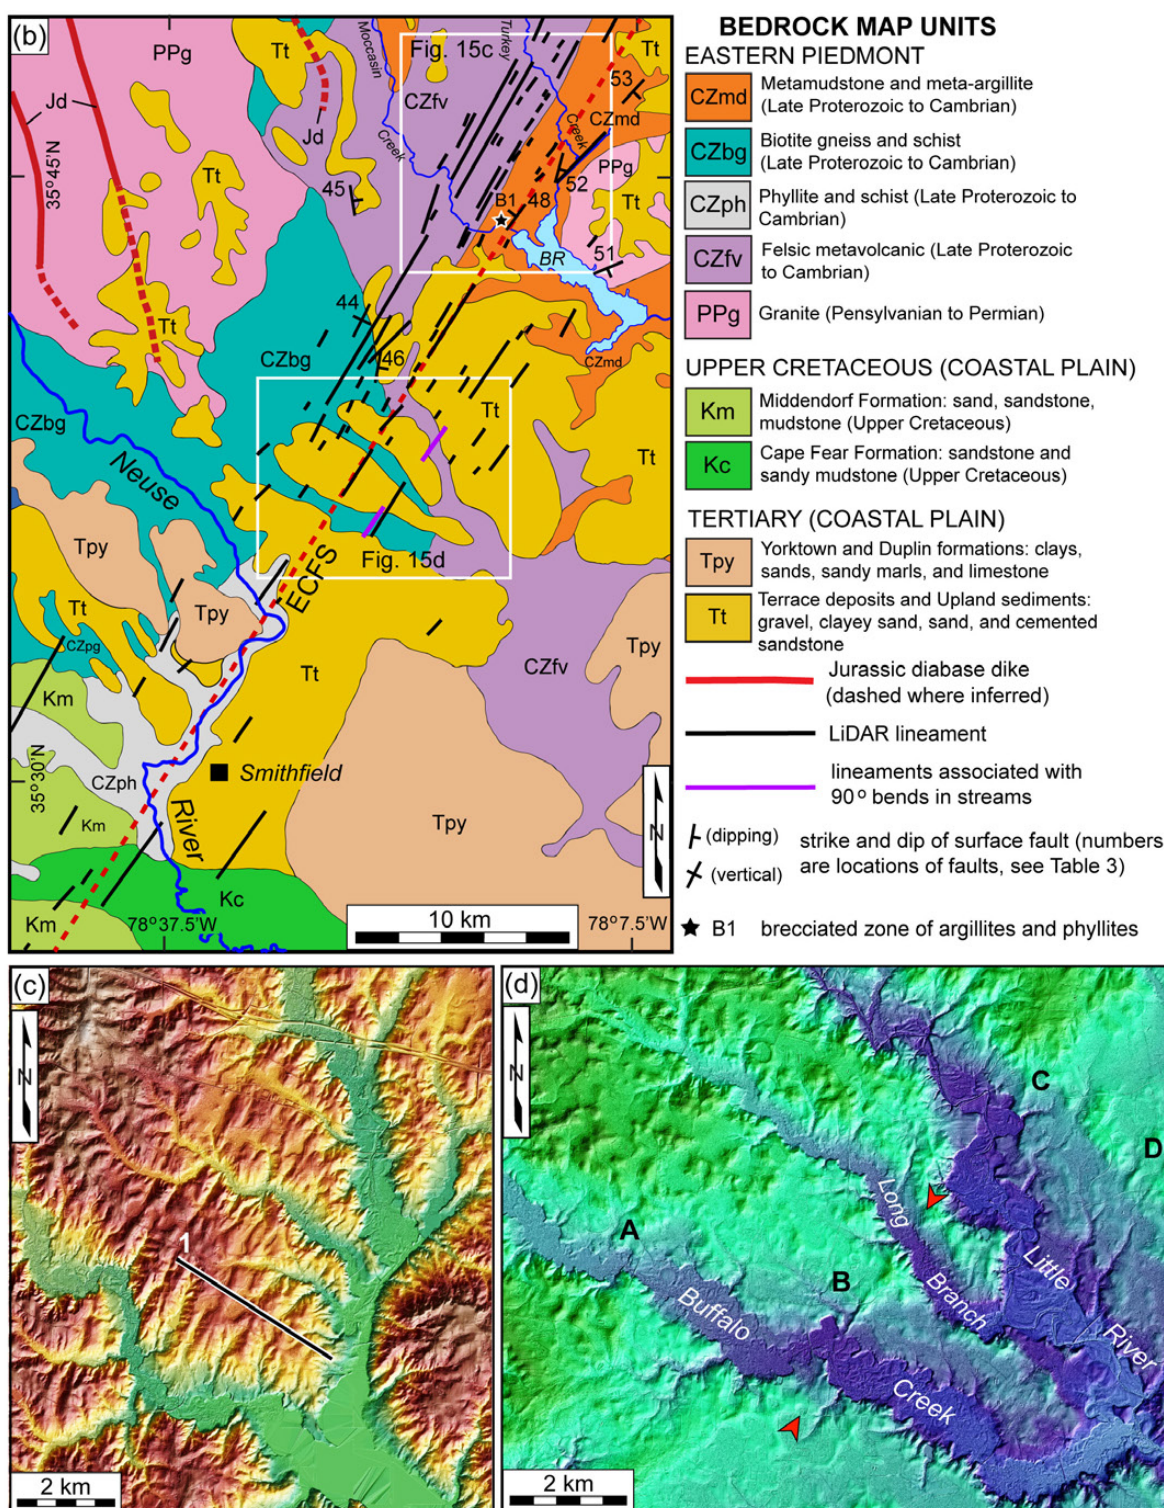 (b)
PPg
Tt
Moccasin
Creek
Fig. 15c
Turkey
Creek
Tt
Jd
CZfv
53
CZmd
Jd
35°45'N
Tt
45
PPg
52
Tt
B1
48
BR
51
44
Tt
CZbg
46
CZmd
CZbg
Tt
Neuse
Tt
Tpy
Fig. 15d
ECFS
Tt
Tpy
CZpg
Tt
CZfv
Tpy
Km
35°30'N
CZph
Smithfield
Km
River
Tpy
Kc
Km
78°37.5'W
10 km
78°7.5'W
N
BEDROCK MAP UNITS
EASTERN PIEDMONT
CZmd Metamudstone and meta-argillite
(Late Proterozoic to Cambrian)
CZbg Biotite gneiss and schist
(Late Proterozoic to Cambrian)
CZph Phyllite and schist (Late Proterozoic to
Cambrian)
CZfv Felsic metavolcanic (Late Proterozoic
to Cambrian)
PPg Granite (Pensylvanian to Permian)
UPPER CRETACEOUS (COASTAL PLAIN)
Km Middendorf Formation: sand, sandstone,
mudstone (Upper Cretaceous)
Kc Cape Fear Formation: sandstone and
sandy mudstone (Upper Cretaceous)
TERTIARY (COASTAL PLAIN)
Tpy Yorktown and Duplin formations: clays,
sands, sandy marls, and limestone
Tt Terrace deposits and Upland sediments:
gravel, clayey sand, sand, and cemented
sandstone
Jurassic diabase dike
(dashed where inferred)
LiDAR lineament
lineaments associated with
90° bends in streams
(dipping) strike and dip of surface fault (numbers
(vertical) are locations of faults, see Table 3)
B1 brecciated zone of argillites and phyllites
(c)
N
1
2 km
(d)
N
C
D
A
Long
Branch
B
Little
River
Buffalo
Creek
2 km